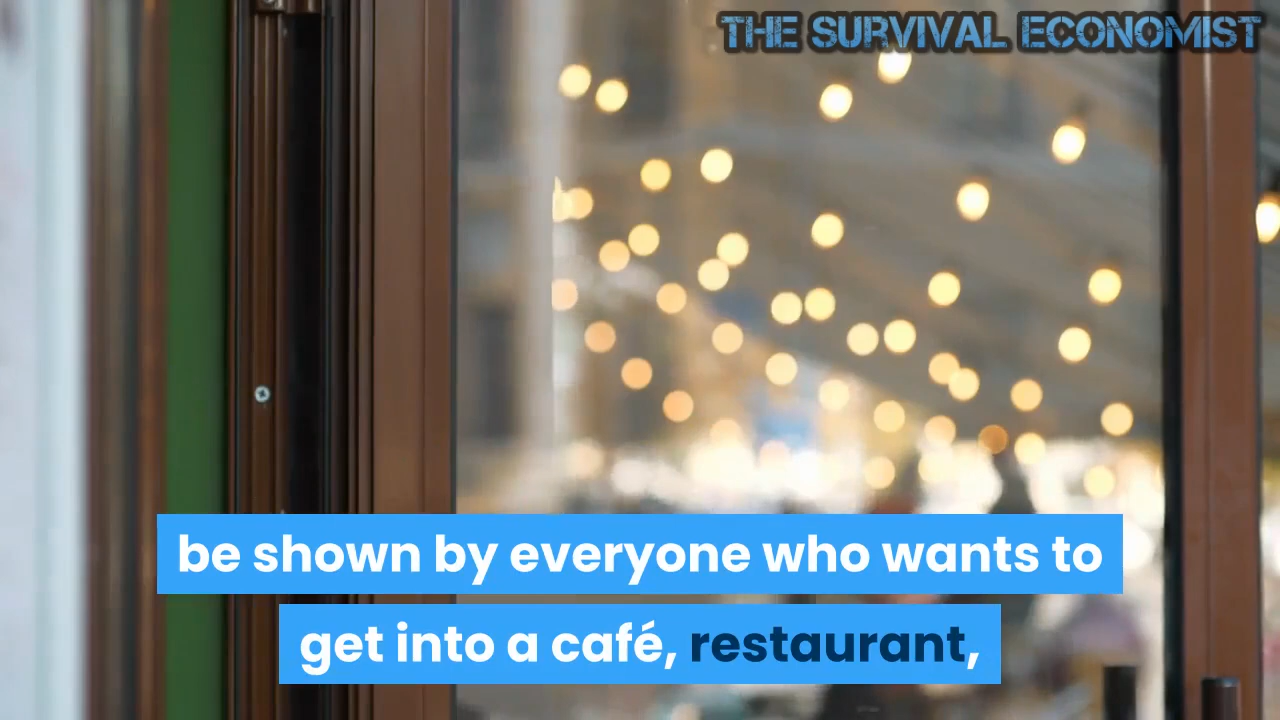 THE SURVIVAL ECONOMIST
be shown by everyone who wants to
get into a café, restaurant,